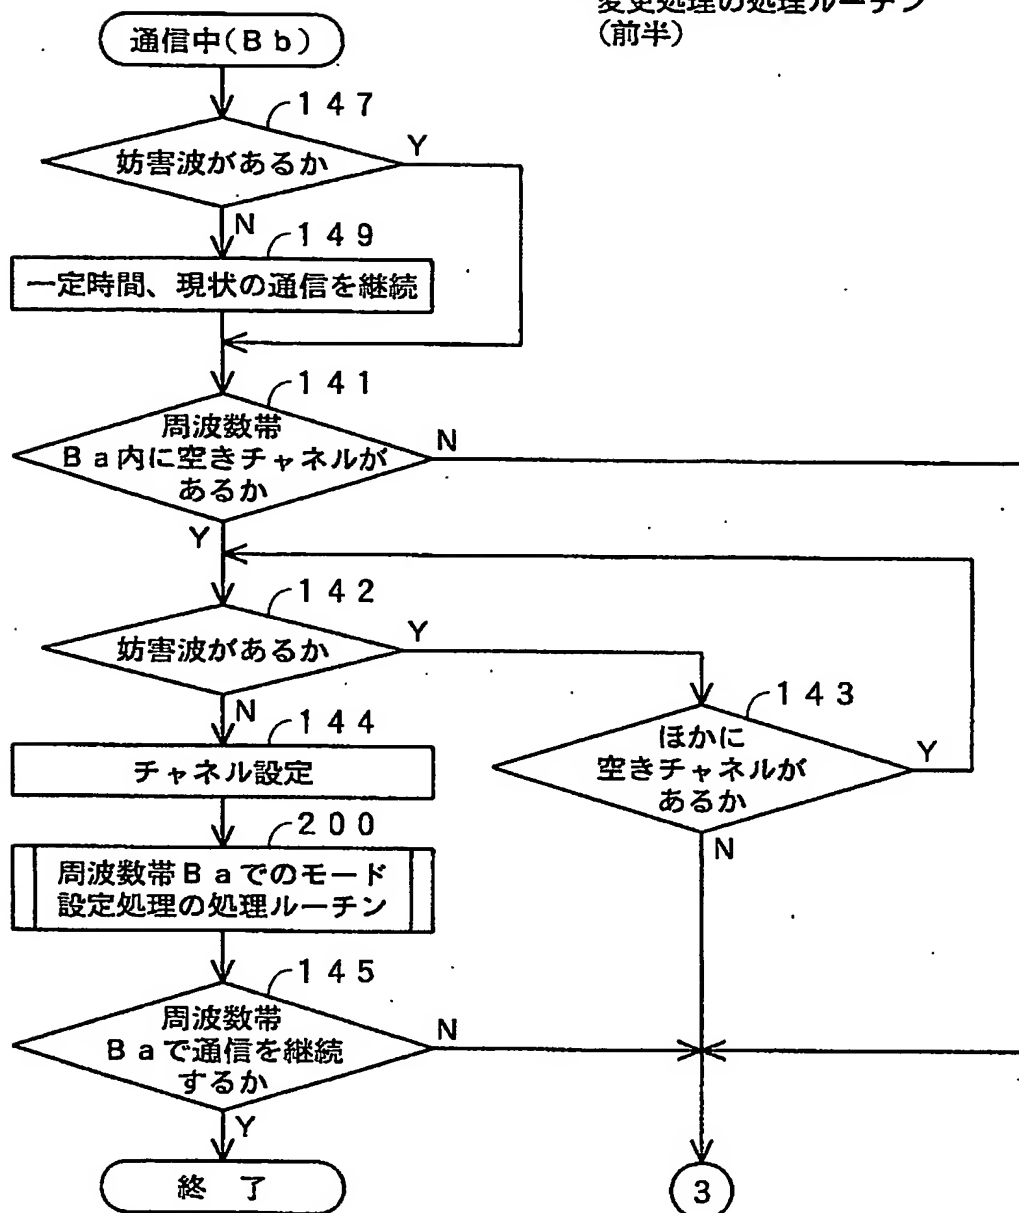 変更処理の処理ルーチン
(前半)
通信中(Bb)
147
妨害波があるか
Y
N
149
一定時間、現状の通信を継続
141
周波数帯
Ba内に空きチャネルが
あるか
N
Y
142
妨害波があるか
Y
N
143
ほかに
空きチャネルが
あるか
Y
N
144
チャネル設定
200
周波数帯Baでのモード
設定処理の処理ルーチン
145
周波数帯
Baで通信を継続
するか
N
Y
終 了
3